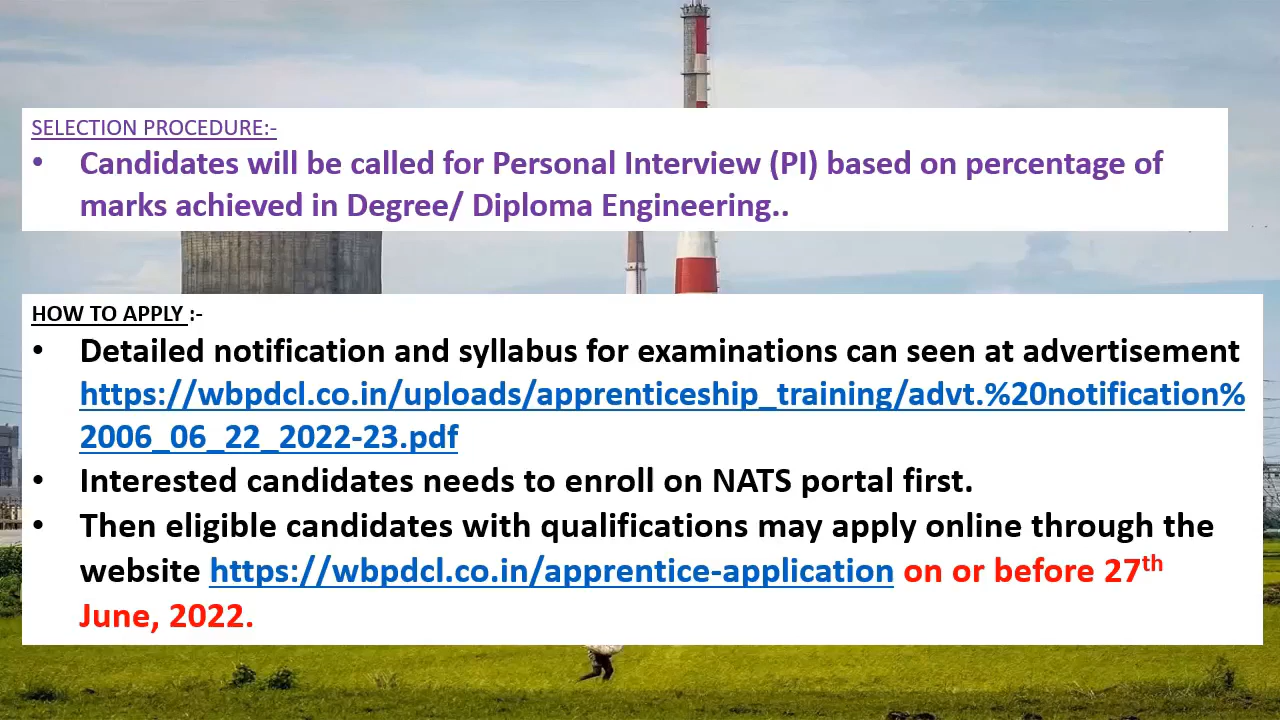 SELECTION PROCEDURE:-
• Candidates will be called for Personal Interview (PI) based on percentage of
marks achieved in Degree/ Diploma Engineering..
HOW TO APPLY :-
• Detailed notification and syllabus for examinations can seen at advertisement
https://wbpdcl.co.in/uploads/apprenticeship_training/advt.%20notification%
2006_06_22_2022-23.pdf
• Interested candidates needs to enroll on NATS portal first.
• Then eligible candidates with qualifications may apply online through the
website https://wbpdcl.co.in/apprentice-application on or before 27th
June, 2022.